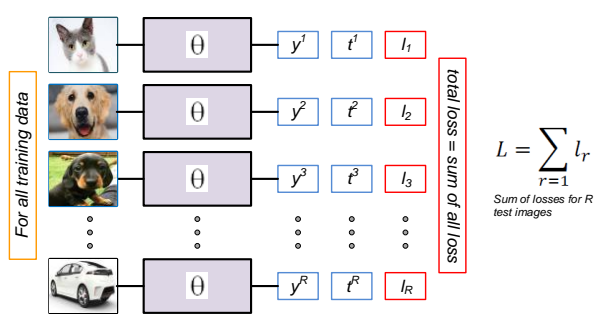 For all training data
θ y¹ t¹ l₁
θ y² t² l₂
θ y³ t³ l₃
θ yᴿ tᴿ lR
total loss = sum of all loss
L = ∑ lᵣ
r=1
Sum of losses for R
test images